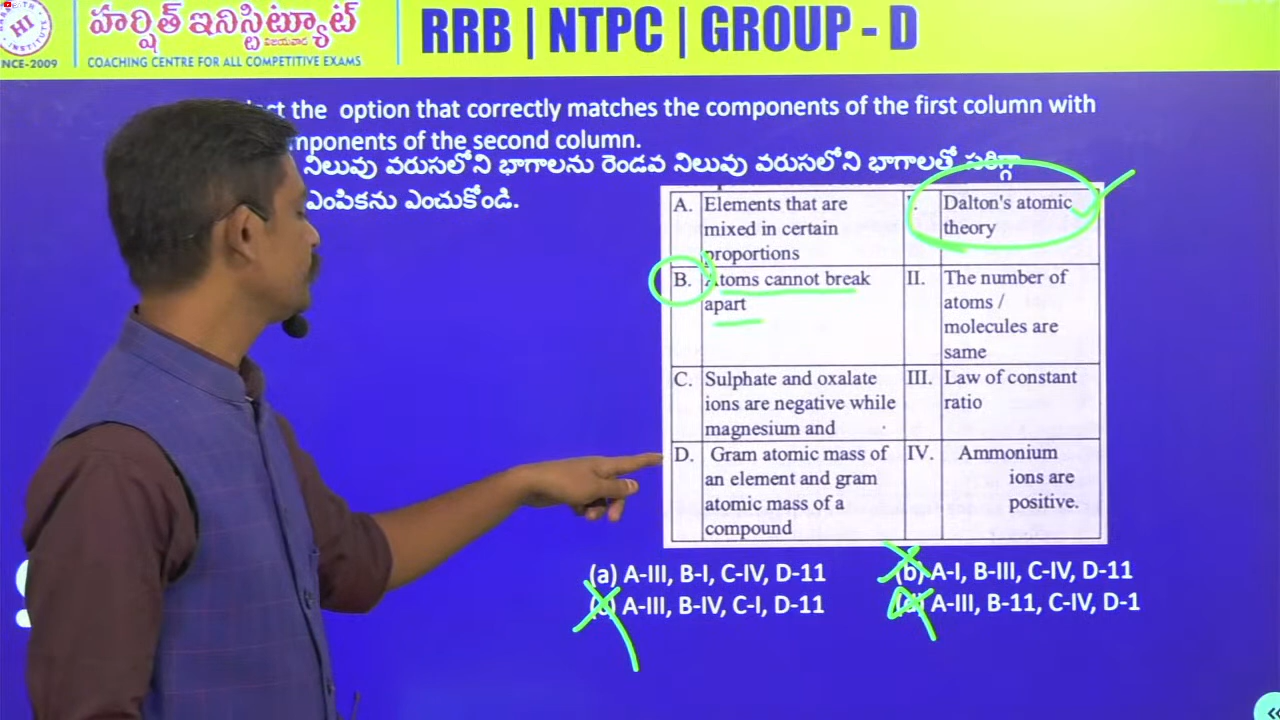 HI
NCE-2009
హర్షిత్ ఇనిస్టిట్యూట్
విజయవాడ
COACHING CENTRE FOR ALL COMPETITIVE EXAMS
RRB | NTPC | GROUP - D
the option that correctly matches the components of the first column with
mponents of the second column.
నిలువు వరుసలోని భాగాలను రెండవ నిలువు వరుసలోని భాగాలతో సరిగ్గా
ఎంపికను ఎంచుకోండి.
A. Elements that are mixed in certain proportions
I. Dalton's atomic theory
B. Atoms cannot break apart
II. The number of atoms / molecules are same
C. Sulphate and oxalate ions are negative while magnesium and
III. Law of constant ratio
D. Gram atomic mass of an element and gram atomic mass of a compound
IV. Ammonium ions are positive.
(a) A-III, B-I, C-IV, D-11
(b) A-I, B-III, C-IV, D-11
(c) A-III, B-IV, C-I, D-11
(d) A-III, B-11, C-IV, D-1